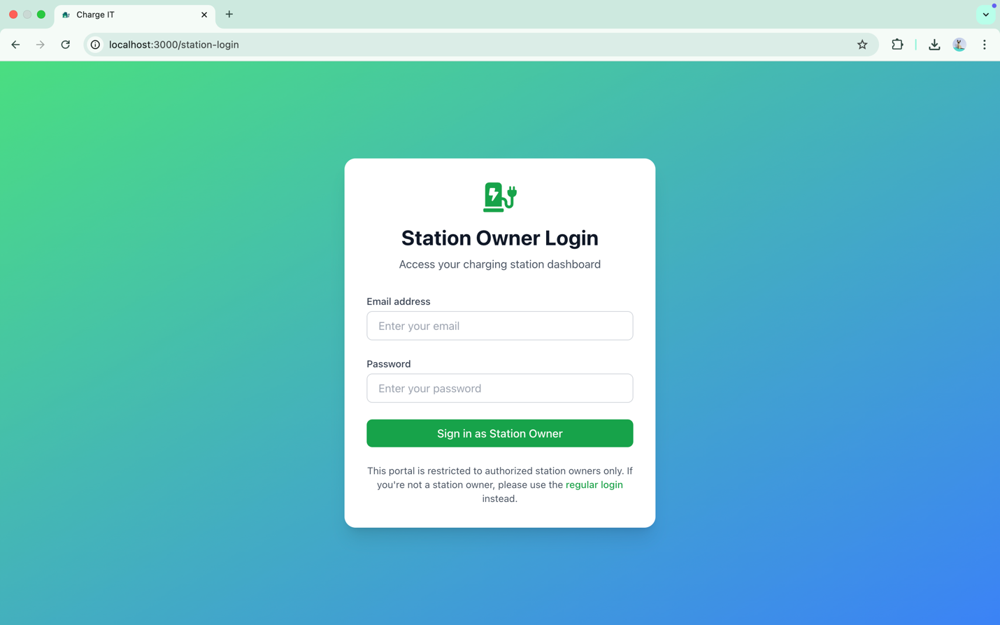 Charge IT
localhost:3000/station-login
Station Owner Login
Access your charging station dashboard
Email address
Enter your email
Password
Enter your password
Sign in as Station Owner
This portal is restricted to authorized station owners only. If
you're not a station owner, please use the regular login
instead.